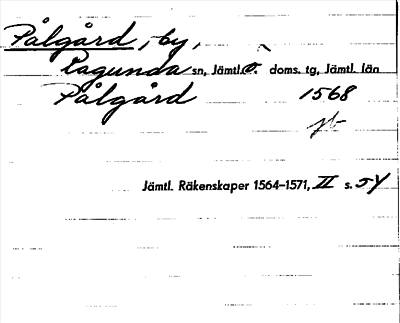 Pålgård, by,
Ragunda sn, Jämtl. ö. doms. tg, Jämtl. län
Pålgård 1568
Jämtl. Räkenskaper 1564–1571, II s. 54